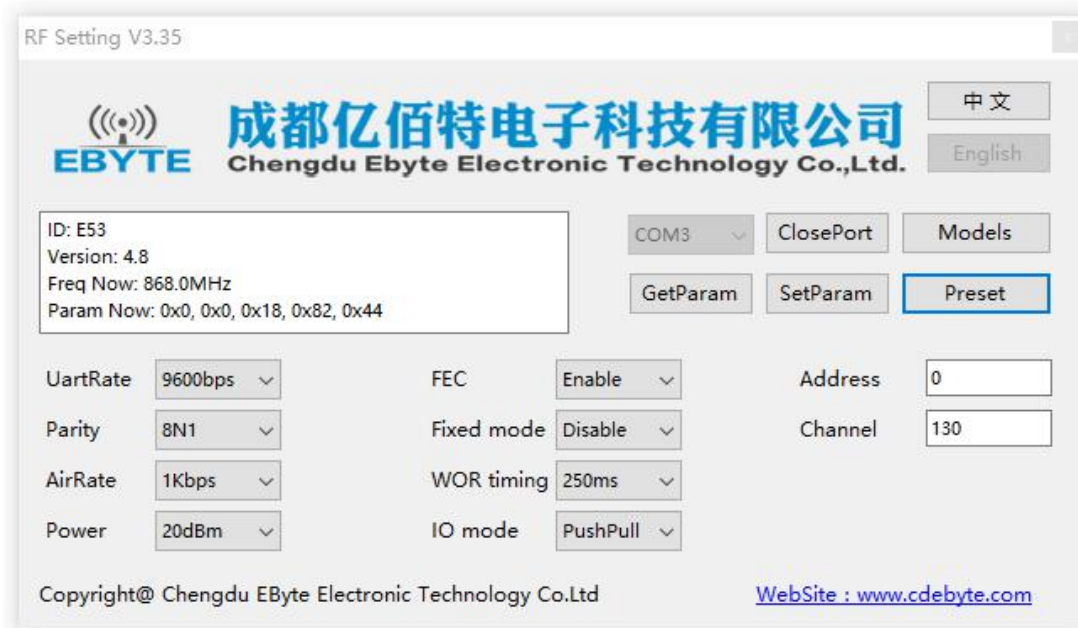 RF Setting V3.35
中文
EBYTE
成都亿佰特电子科技有限公司
Chengdu Ebyte Electronic Technology Co.,Ltd.
English
ID: E53
Version: 4.8
Freq Now: 868.0MHz
Param Now: 0x0, 0x0, 0x18, 0x82, 0x44
COM3 ClosePort Models
GetParam SetParam Preset
UartRate 9600bps FEC Enable Address 0
Parity 8N1 Fixed mode Disable Channel 130
AirRate 1Kbps WOR timing 250ms
Power 20dBm IO mode PushPull
Copyright@ Chengdu EByte Electronic Technology Co.Ltd WebSite : www.cdebyte.com